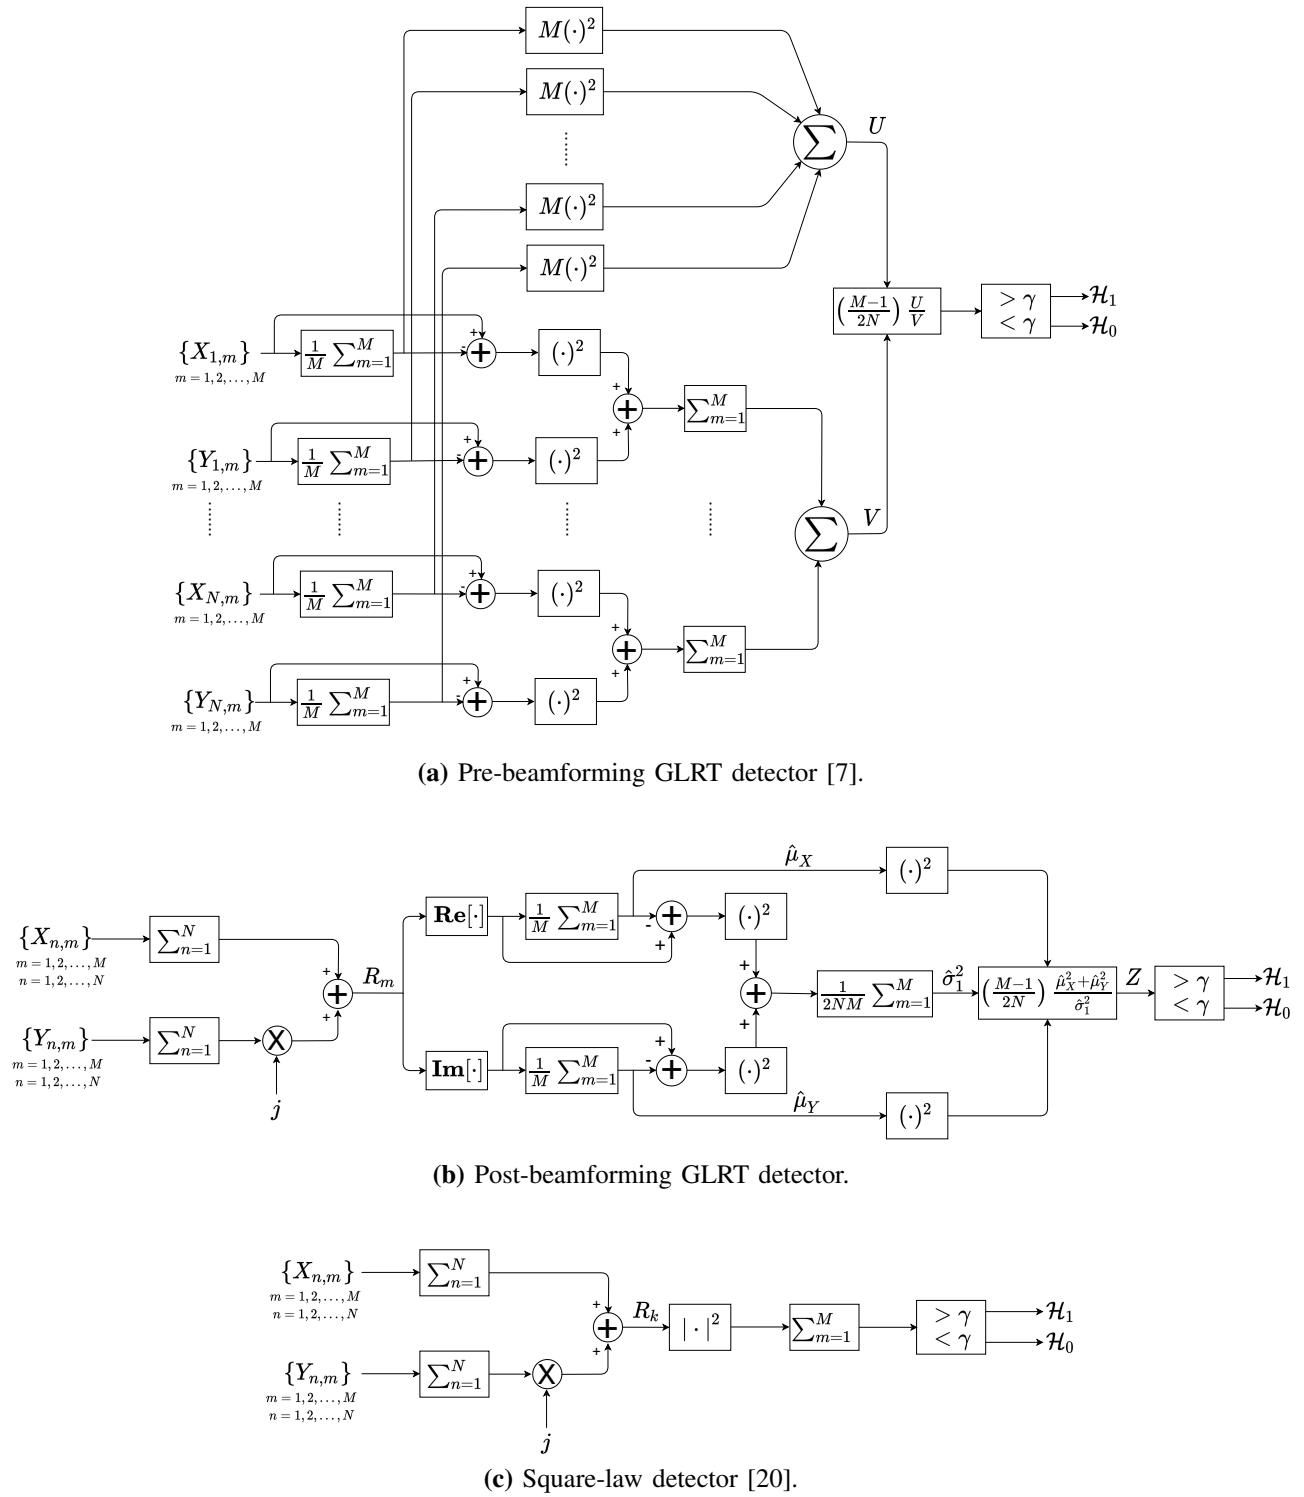 M(·)²
M(·)²
M(·)²
M(·)²
∑ U
(M−1/2N) U/V
> γ H₁
< γ H₀
{X₁,ₘ} 1/M ∑ᴹₘ₌₁ - + + (·)²
m = 1, 2, . . . , M
+ + + ∑ᴹₘ₌₁
{Y₁,ₘ} 1/M ∑ᴹₘ₌₁ - + + (·)²
m = 1, 2, . . . , M
∑ V
{X_N,ₘ} 1/M ∑ᴹₘ₌₁ - + + (·)²
m = 1, 2, . . . , M
+ + + ∑ᴹₘ₌₁
{Y_N,ₘ} 1/M ∑ᴹₘ₌₁ - + + (·)²
m = 1, 2, . . . , M
(a) Pre-beamforming GLRT detector [7].
μ̂_X (·)²
Re[·] 1/M ∑ᴹₘ₌₁ - + + (·)²
{Xₙ,ₘ} ∑ᴺₙ₌₁
m = 1, 2, . . . , M
n = 1, 2, . . . , N
+ + + Rₘ
+ + + 1/2NM ∑ᴹₘ₌₁ σ̂₁² (M−1/2N) μ̂_X²+μ̂_Y²/σ̂₁² Z
> γ H₁
< γ H₀
{Yₙ,ₘ} ∑ᴺₙ₌₁ X
m = 1, 2, . . . , M
n = 1, 2, . . . , N
j
Im[·] 1/M ∑ᴹₘ₌₁ - + + (·)²
μ̂_Y (·)²
(b) Post-beamforming GLRT detector.
{Xₙ,ₘ} ∑ᴺₙ₌₁
m = 1, 2, . . . , M
n = 1, 2, . . . , N
+ + + R_k | · |² ∑ᴹₘ₌₁
> γ H₁
< γ H₀
{Yₙ,ₘ} ∑ᴺₙ₌₁ X
m = 1, 2, . . . , M
n = 1, 2, . . . , N
j
(c) Square-law detector [20].